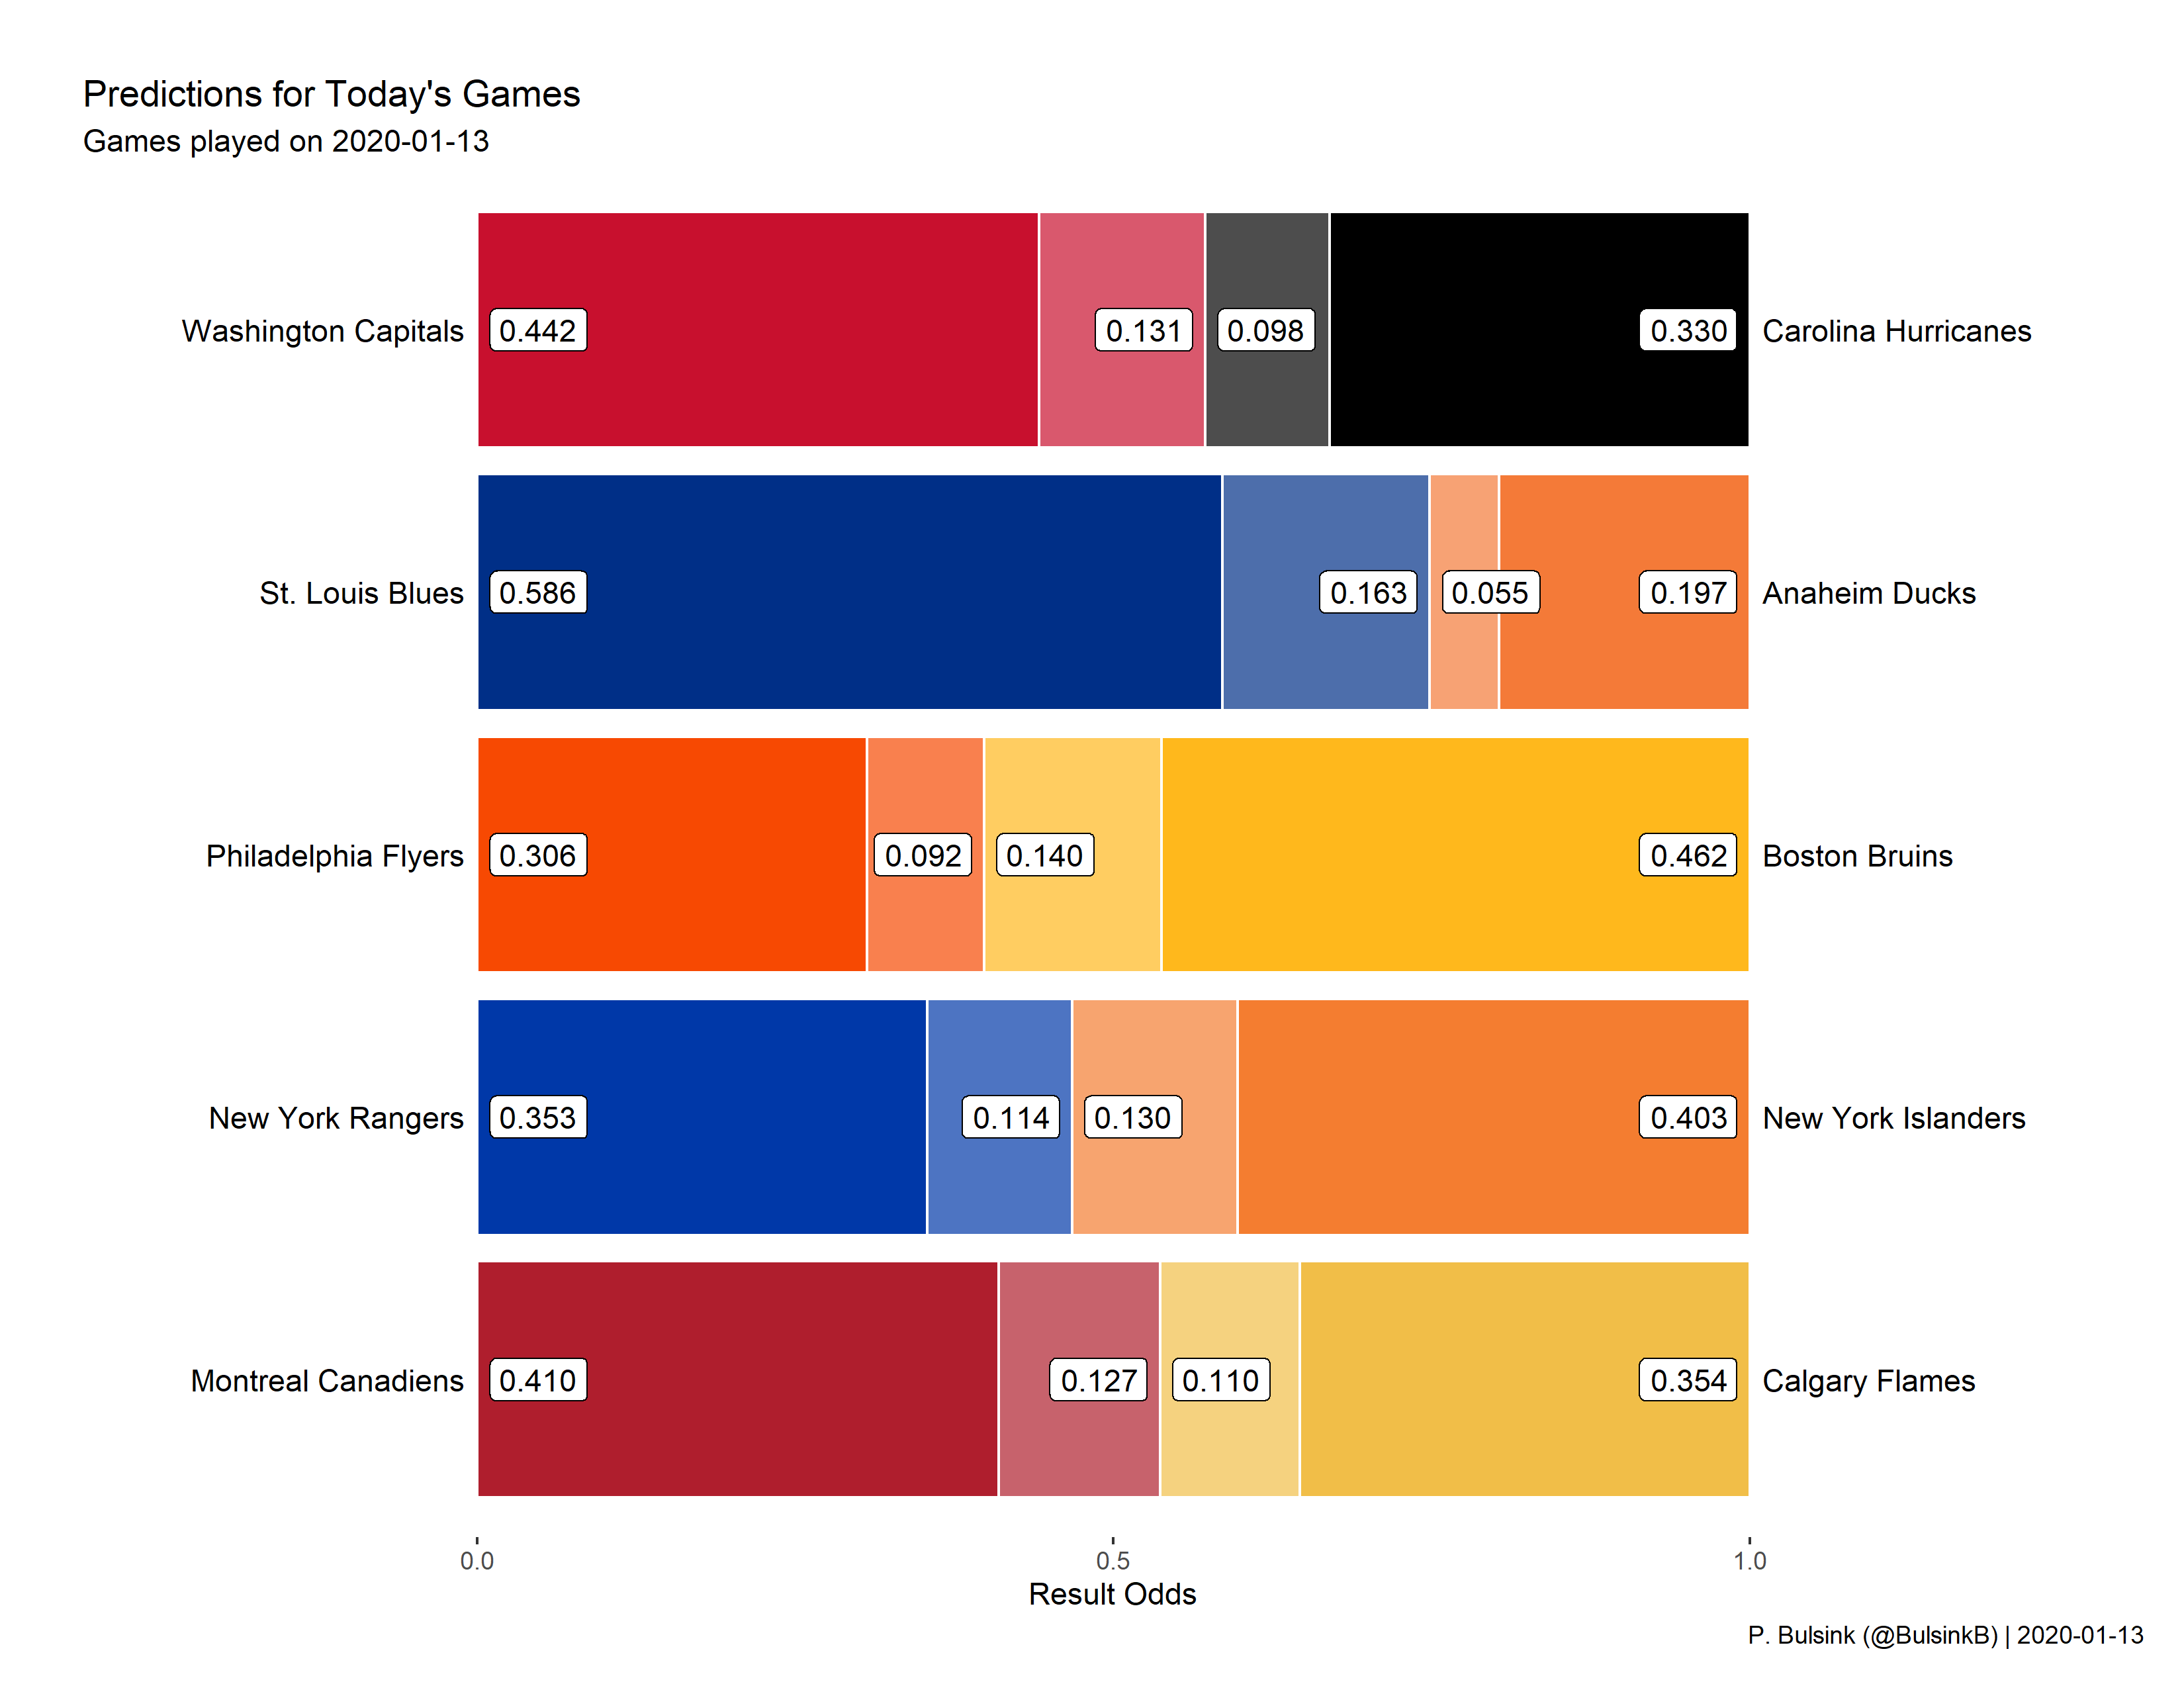 Predictions for Today's Games
Games played on 2020-01-13
Washington Capitals 0.442 0.131 0.098 0.330 Carolina Hurricanes
St. Louis Blues 0.586 0.163 0.055 0.197 Anaheim Ducks
Philadelphia Flyers 0.306 0.092 0.140 0.462 Boston Bruins
New York Rangers 0.353 0.114 0.130 0.403 New York Islanders
Montreal Canadiens 0.410 0.127 0.110 0.354 Calgary Flames
0.0 0.5 1.0
Result Odds
P. Bulsink (@BulsinkB) | 2020-01-13